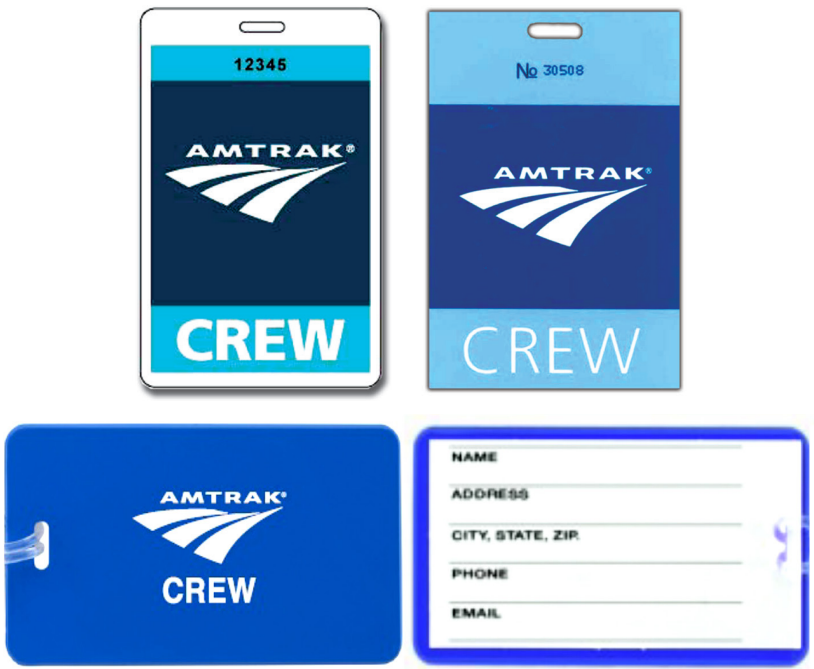 12345
AMTRAK®
CREW
№ 30508
AMTRAK®
CREW
AMTRAK®
CREW
NAME
ADDRESS
CITY, STATE, ZIP.
PHONE
EMAIL